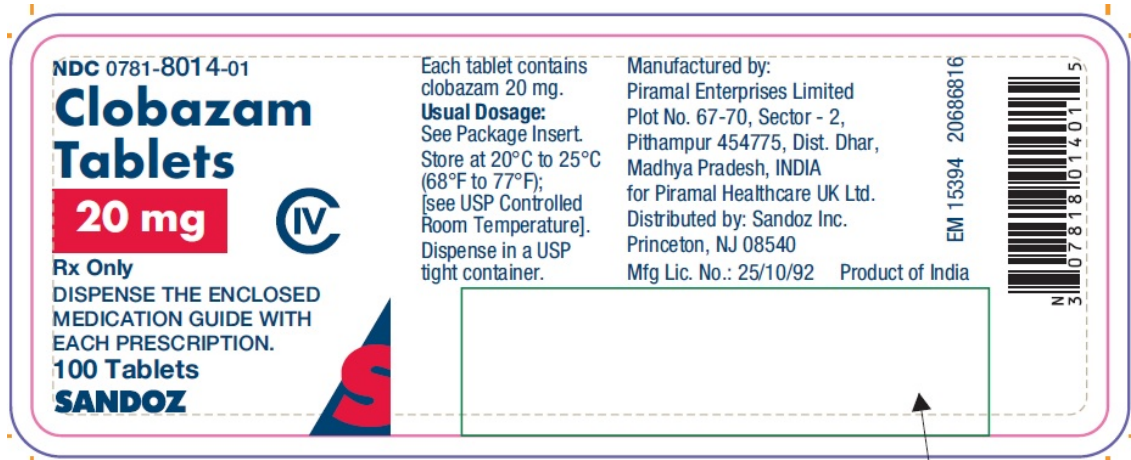 NDC 0781-8014-01
Clobazam
Tablets
20 mg
CIV
Rx Only
DISPENSE THE ENCLOSED
MEDICATION GUIDE WITH
EACH PRESCRIPTION.
100 Tablets
SANDOZ
S
Each tablet contains
clobazam 20 mg.
Usual Dosage:
See Package Insert.
Store at 20°C to 25°C
(68°F to 77°F);
[see USP Controlled
Room Temperature].
Dispense in a USP
tight container.
Manufactured by:
Piramal Enterprises Limited
Plot No. 67-70, Sector - 2,
Pithampur 454775, Dist. Dhar,
Madhya Pradesh, INDIA
for Piramal Healthcare UK Ltd.
Distributed by: Sandoz Inc.
Princeton, NJ 08540
Mfg Lic. No.: 25/10/92 Product of India
EM 15394 20686816
N
3 07818 01401 5